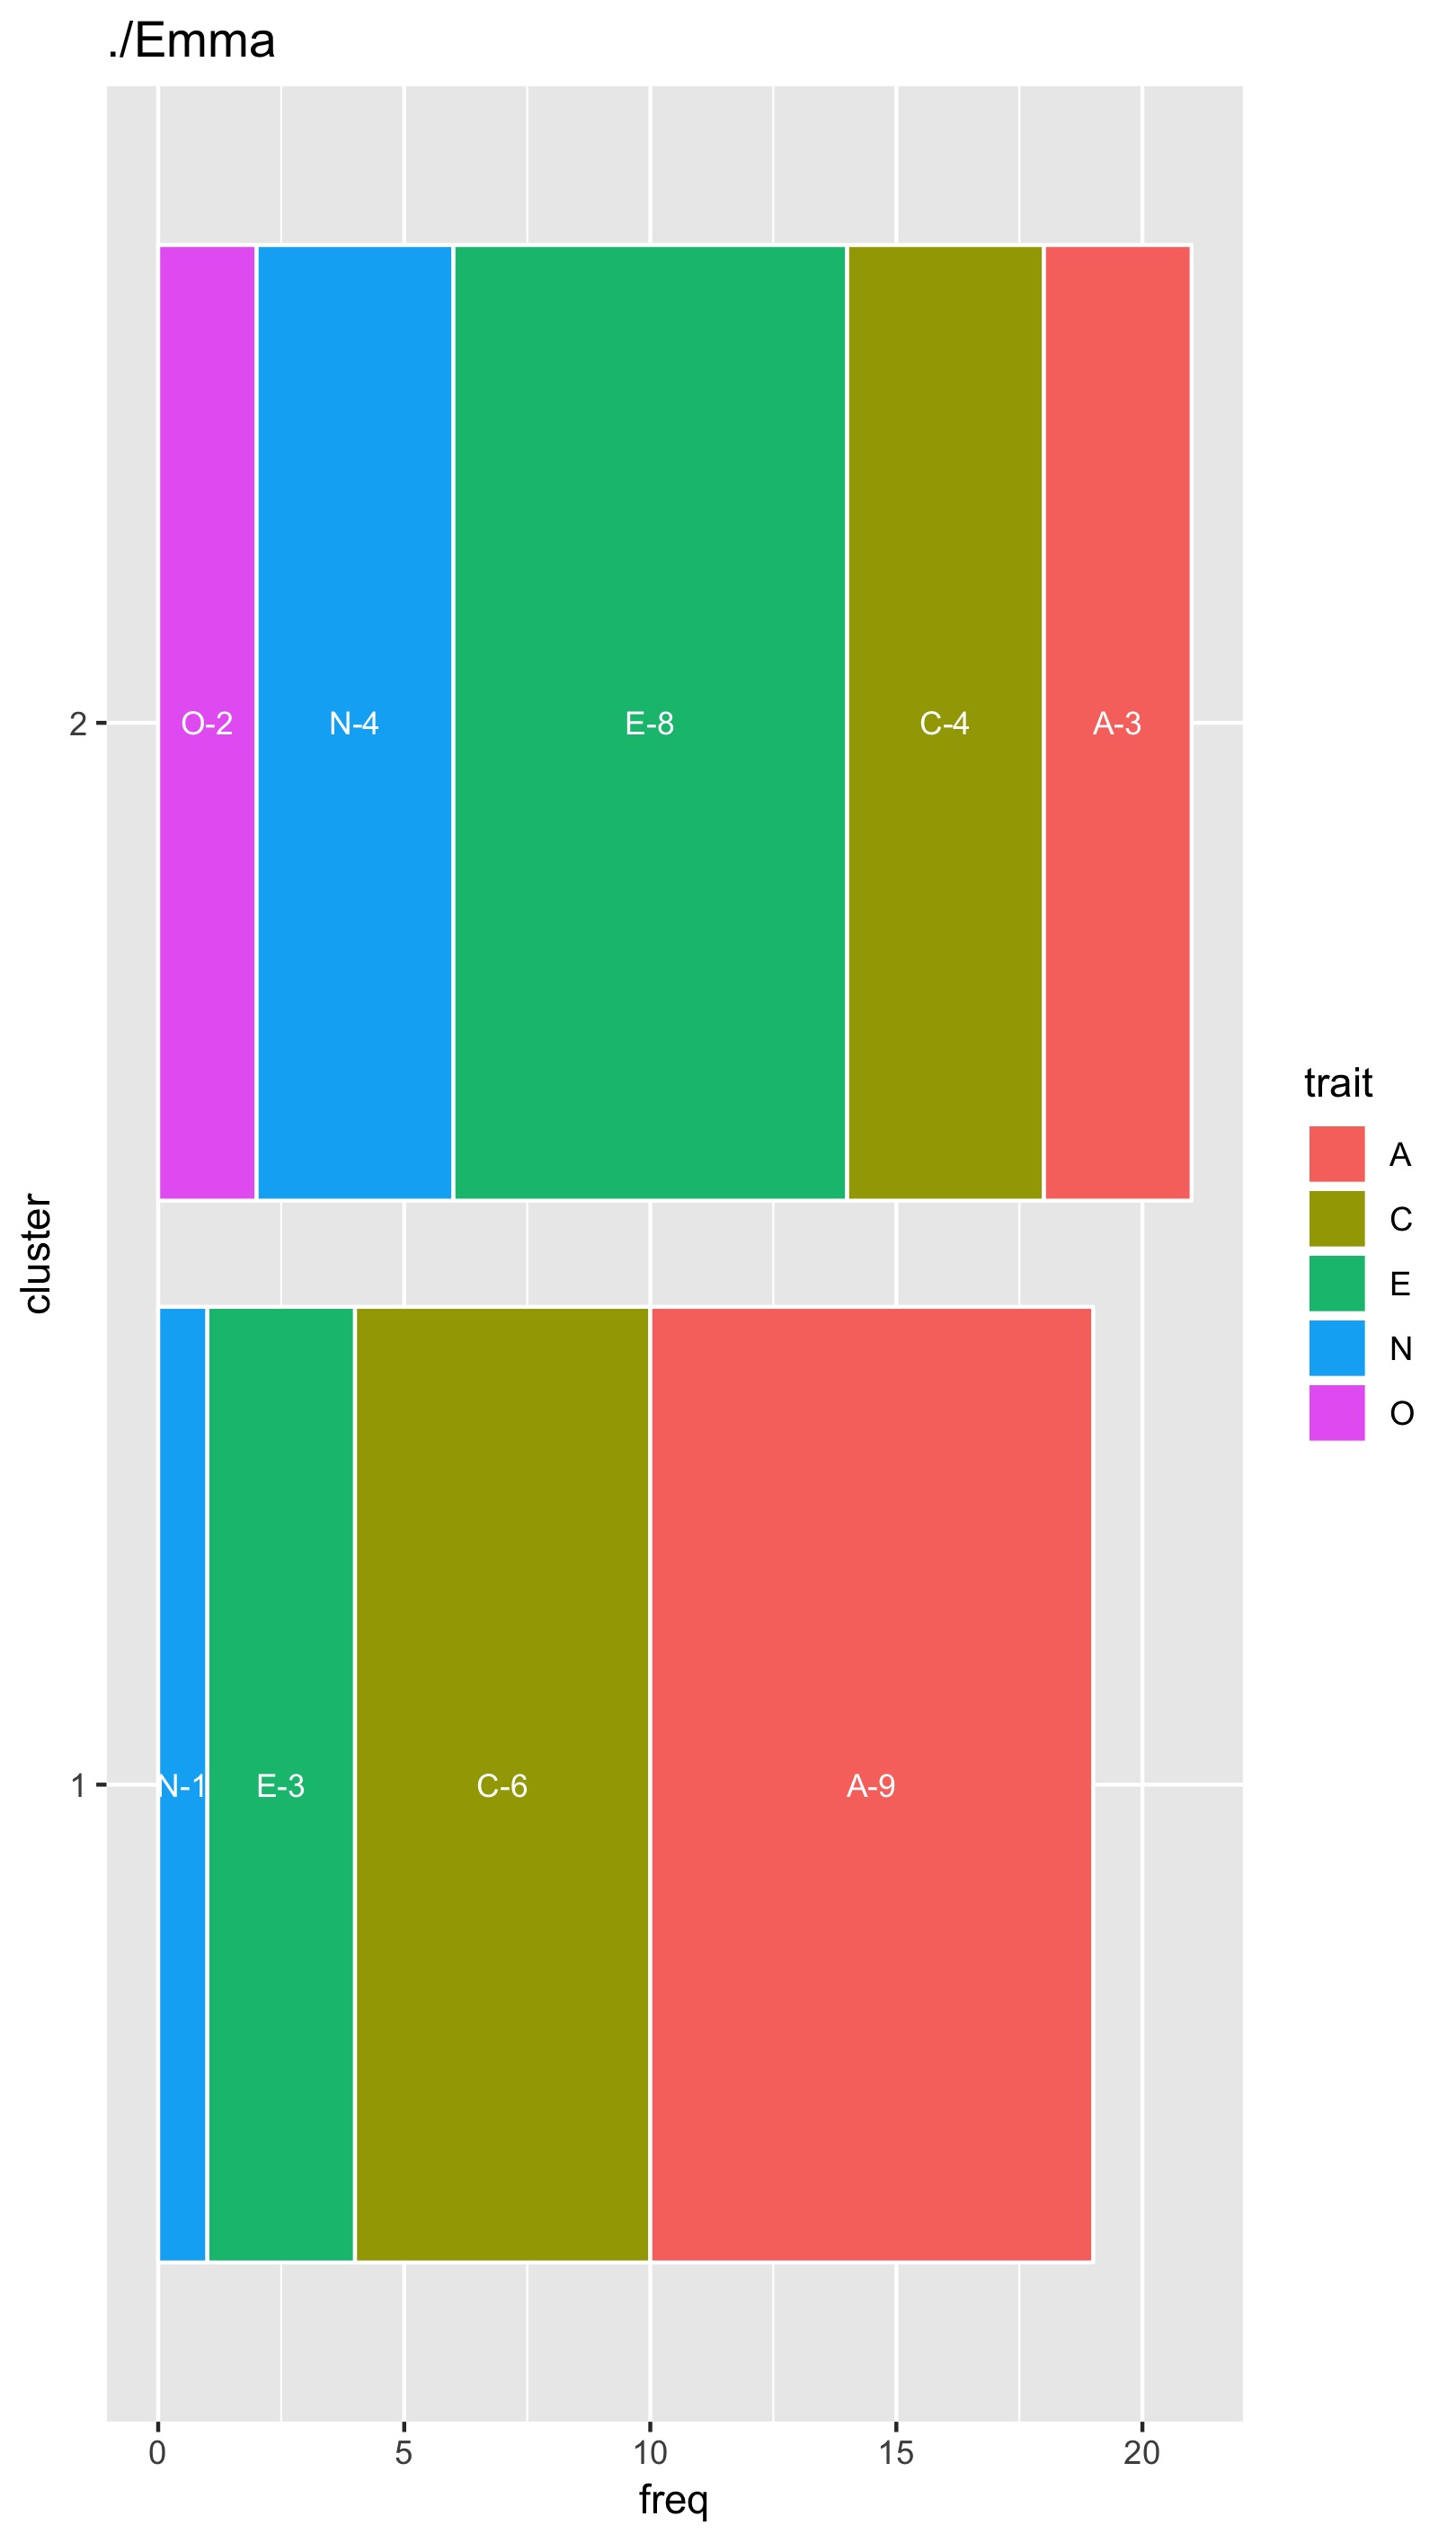 ./Emma
2
O-2 N-4 E-8 C-4 A-3
cluster
1
N-1 E-3 C-6 A-9
0 5 10 15 20
freq
trait
A
C
E
N
O